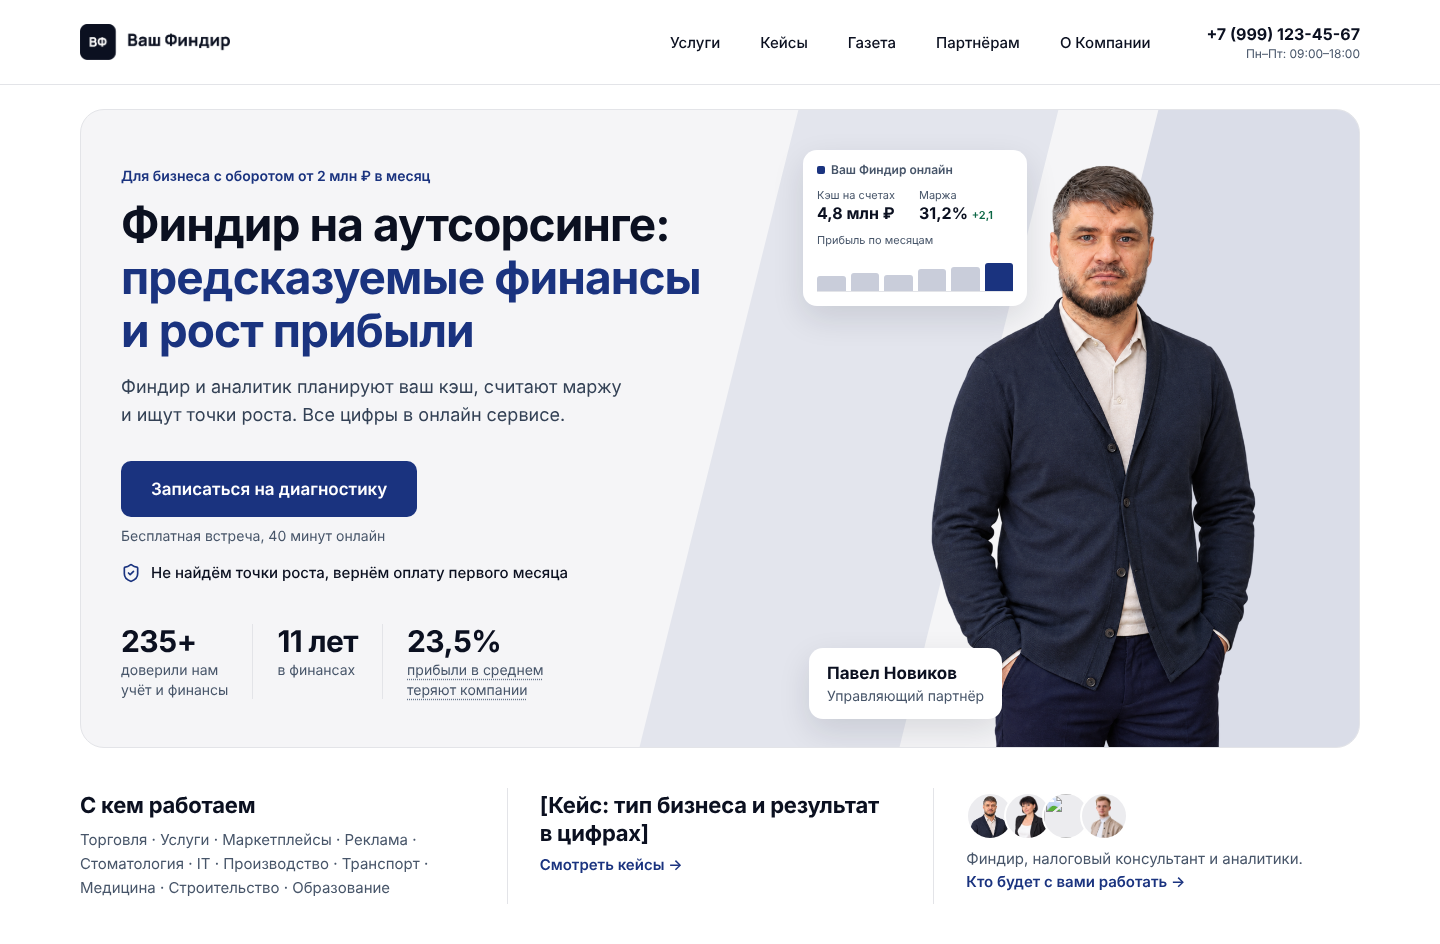 ВФ
Ваш Финдир
Услуги
Кейсы
Газета
Партнёрам
О Компании
+7 (999) 123-45-67
Пн–Пт: 09:00–18:00
Для бизнеса с оборотом от 2 млн ₽ в месяц
Финдир на аутсорсинге:
предсказуемые финансы
и рост прибыли
Финдир и аналитик планируют ваш кэш, считают маржу
и ищут точки роста. Все цифры в онлайн сервисе.
Записаться на диагностику
Бесплатная встреча, 40 минут онлайн
Не найдём точки роста, вернём оплату первого месяца
235+
доверили нам
учёт и финансы
11 лет
в финансах
23,5%
прибыли в среднем
теряют компании
Ваш Финдир онлайн
Кэш на счетах
4,8 млн ₽
Маржа
31,2% +2,1
Прибыль по месяцам
Павел Новиков
Управляющий партнёр
С кем работаем
Торговля · Услуги · Маркетплейсы · Реклама ·
Стоматология · IT · Производство · Транспорт ·
Медицина · Строительство · Образование
[Кейс: тип бизнеса и результат
в цифрах]
Смотреть кейсы →
Финдир, налоговый консультант и аналитики.
Кто будет с вами работать →